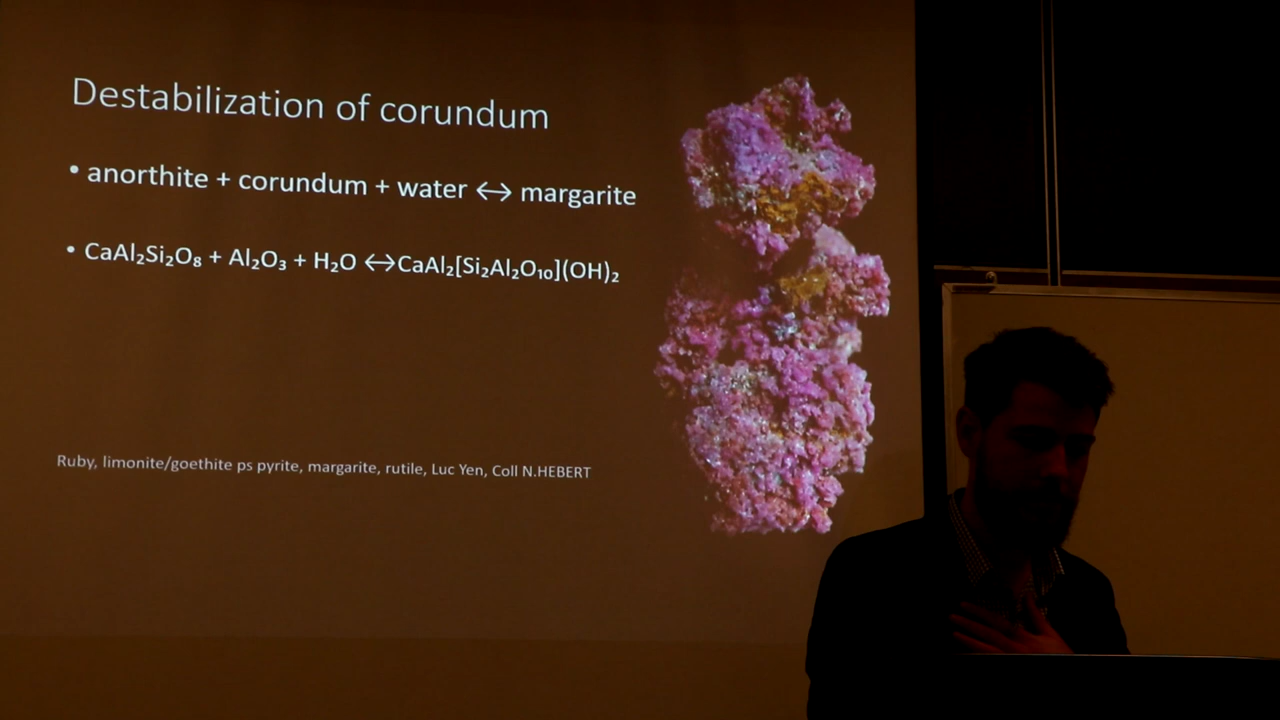 Destabilization of corundum
• anorthite + corundum + water ↔ margarite
• CaAl₂Si₂O₈ + Al₂O₃ + H₂O ↔CaAl₂[Si₂Al₂O₁₀](OH)₂
Ruby, limonite/goethite ps pyrite, margarite, rutile, Luc Yen, Coll N.HEBERT